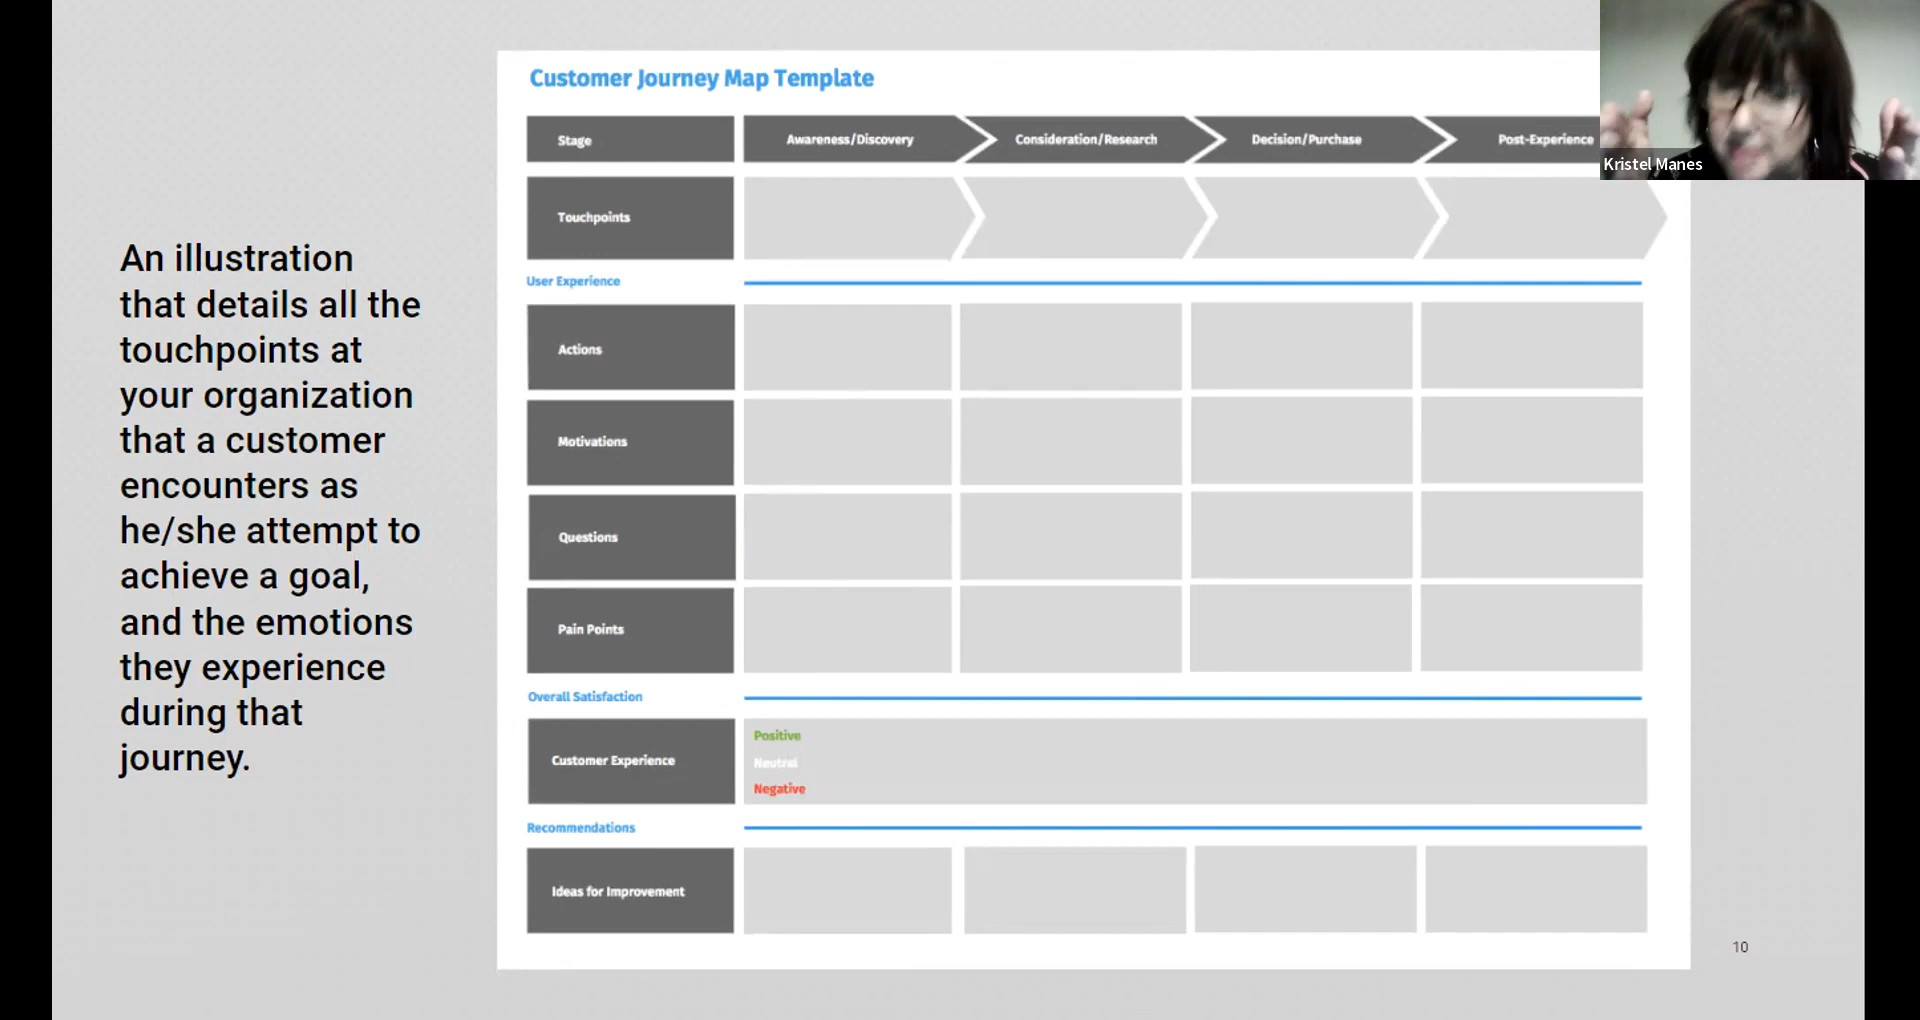 An illustration
that details all the
touchpoints at
your organization
that a customer
encounters as
he/she attempt to
achieve a goal,
and the emotions
they experience
during that
journey.
Customer Journey Map Template
Stage
Awareness/Discovery
Consideration/Research
Decision/Purchase
Post-Experience
Touchpoints
User Experience
Actions
Motivations
Questions
Pain Points
Overall Satisfaction
Customer Experience
Positive
Neutral
Negative
Recommendations
Ideas for Improvement
Kristel Manes
10